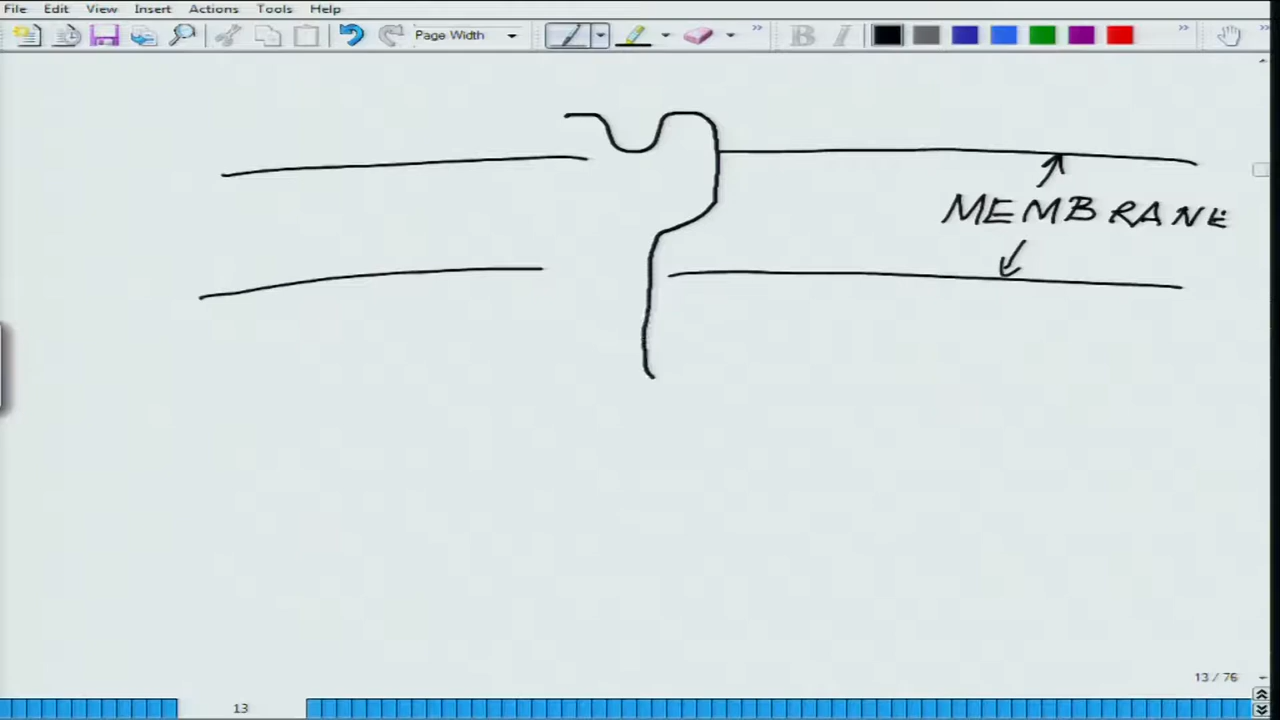 File Edit View Insert Actions Tools Help
Page Width
B I
MEMBRANE
13 / 76
13